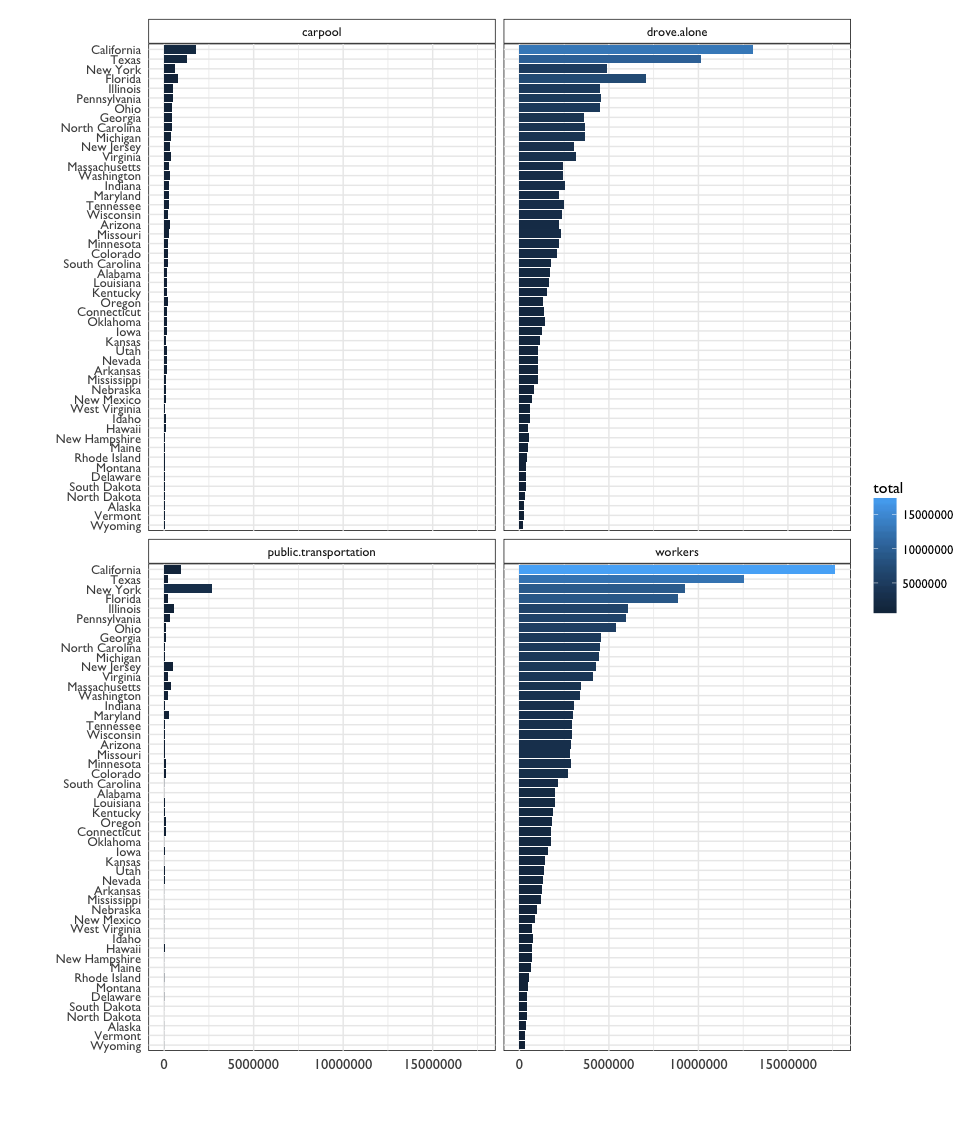 carpool
drove.alone
California
Texas
New York
Florida
Illinois
Pennsylvania
Ohio
Georgia
North Carolina
Michigan
New Jersey
Virginia
Massachusetts
Washington
Indiana
Maryland
Tennessee
Wisconsin
Arizona
Missouri
Minnesota
Colorado
South Carolina
Alabama
Louisiana
Kentucky
Oregon
Connecticut
Oklahoma
Iowa
Kansas
Utah
Nevada
Arkansas
Mississippi
Nebraska
New Mexico
West Virginia
Idaho
Hawaii
New Hampshire
Maine
Rhode Island
Montana
Delaware
South Dakota
North Dakota
Alaska
Vermont
Wyoming
total
15000000
10000000
5000000
public.transportation
workers
California
Texas
New York
Florida
Illinois
Pennsylvania
Ohio
Georgia
North Carolina
Michigan
New Jersey
Virginia
Massachusetts
Washington
Indiana
Maryland
Tennessee
Wisconsin
Arizona
Missouri
Minnesota
Colorado
South Carolina
Alabama
Louisiana
Kentucky
Oregon
Connecticut
Oklahoma
Iowa
Kansas
Utah
Nevada
Arkansas
Mississippi
Nebraska
New Mexico
West Virginia
Idaho
Hawaii
New Hampshire
Maine
Rhode Island
Montana
Delaware
South Dakota
North Dakota
Alaska
Vermont
Wyoming
0 5000000 10000000 15000000
0 5000000 10000000 15000000